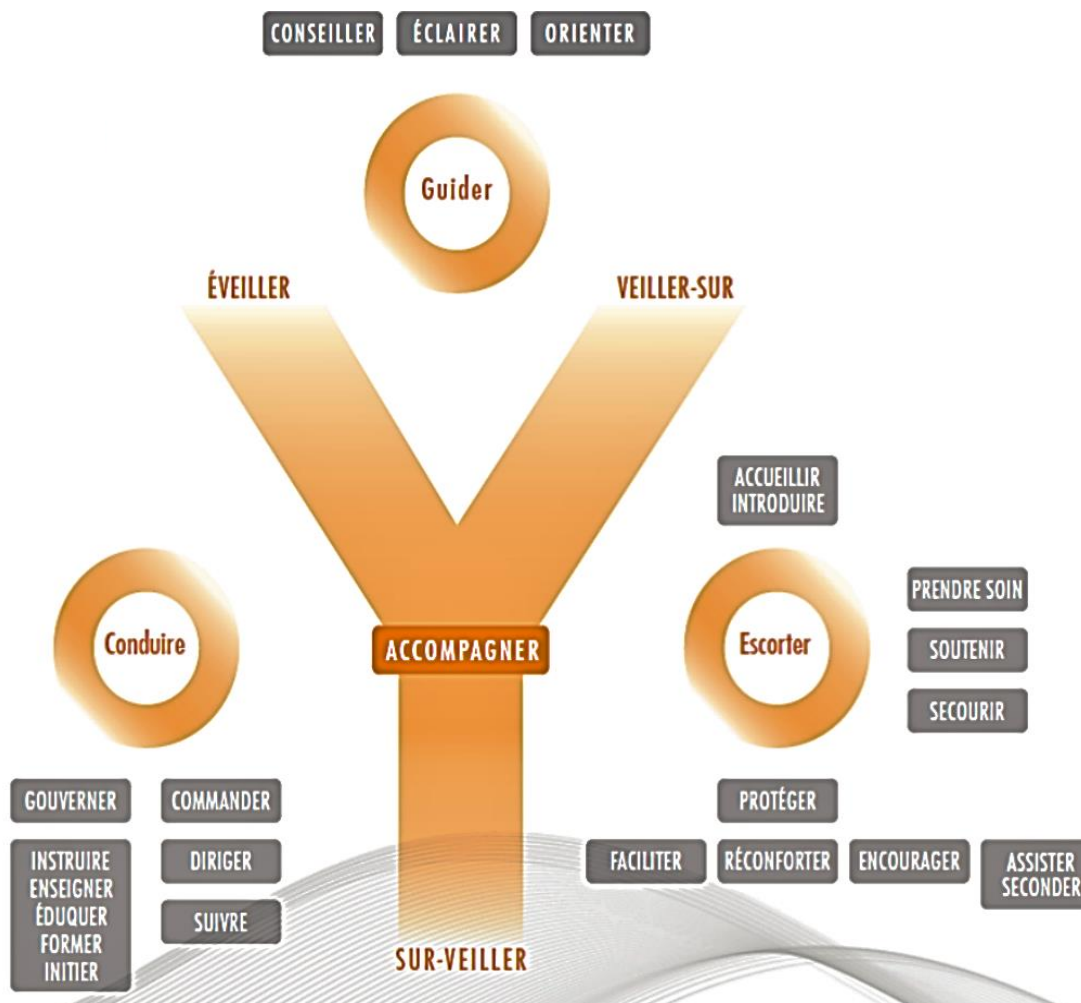 CONSEILLER
ÉCLAIRER
ORIENTER
Guider
ÉVEILLER
VEILLER-SUR
ACCUEILLIR
INTRODUIRE
Conduire
ACCOMPAGNER
Escorter
PRENDRE SOIN
SOUTENIR
SECOURIR
GOUVERNER
COMMANDER
INSTRUIRE
ENSEIGNER
ÉDUQUER
FORMER
INITIER
DIRIGER
SUIVRE
PROTÉGER
FACILITER
RÉCONFORTER
ENCOURAGER
ASSISTER
SECONDER
SUR-VEILLER